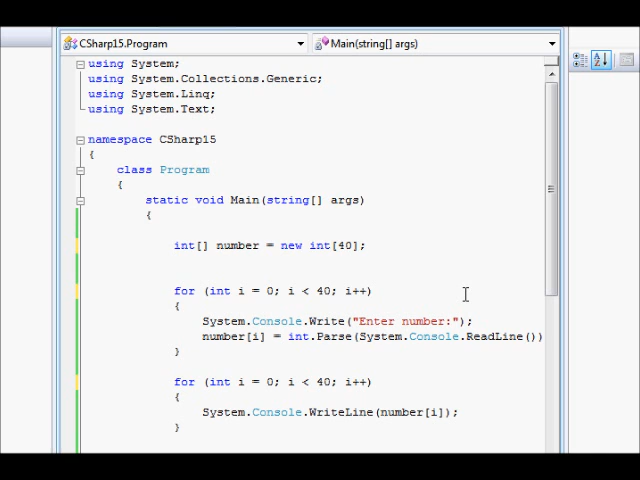 CSharp15.Program
Main(string[] args)
using System;
using System.Collections.Generic;
using System.Linq;
using System.Text;
namespace CSharp15
{
class Program
{
static void Main(string[] args)
{
int[] number = new int[40];
for (int i = 0; i < 40; i++)
{
System.Console.Write("Enter number:");
number[i] = int.Parse(System.Console.ReadLine())
}
for (int i = 0; i < 40; i++)
{
System.Console.WriteLine(number[i]);
}